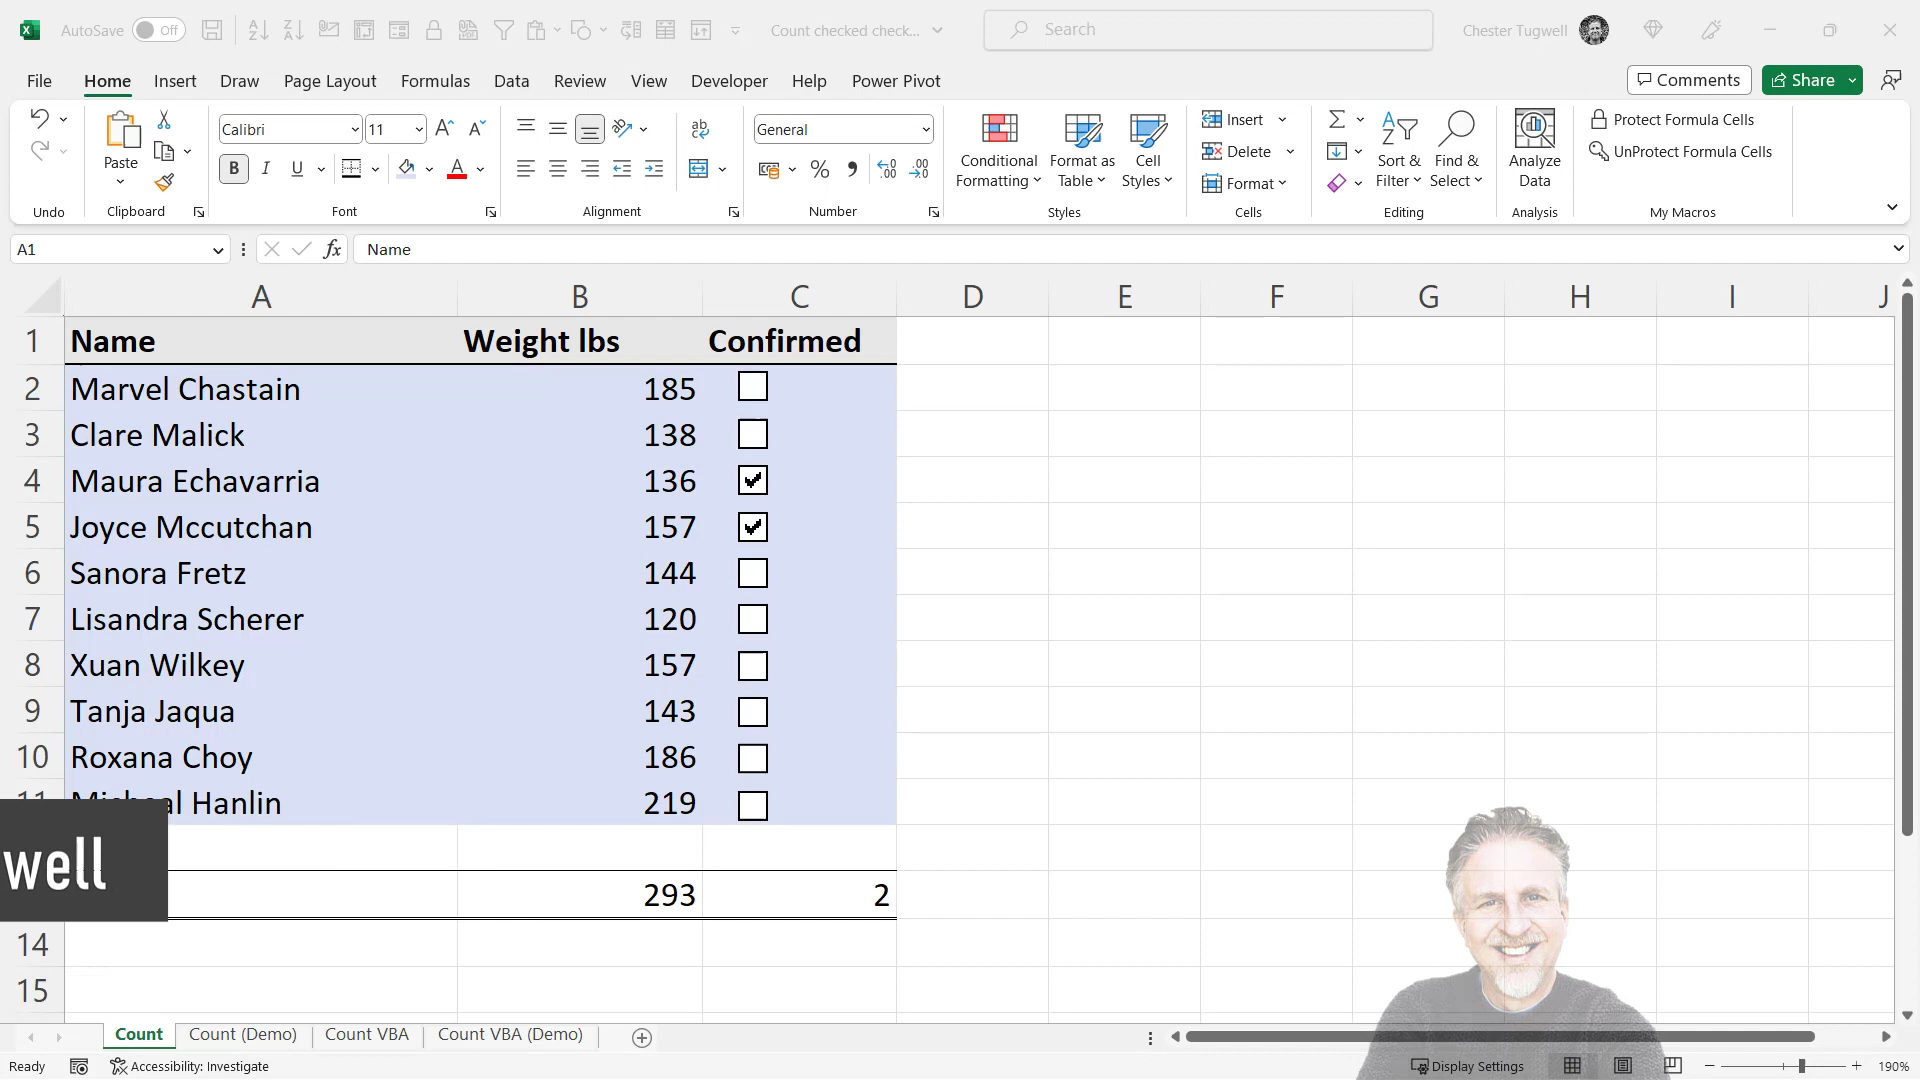 AutoSave Off Count checked check... Search Chester Tugwell
File Home Insert Draw Page Layout Formulas Data Review View Developer Help Power Pivot Comments Share
Paste
Calibri 11
B I U
General
Conditional Formatting
Format as Table
Cell Styles
Insert
Delete
Format
Sort & Filter
Find & Select
Analyze Data
Protect Formula Cells
UnProtect Formula Cells
Undo Clipboard Font Alignment Number Styles Cells Editing Analysis My Macros
A1 fx Name
A B C D E F G H I J
1 Name Weight lbs Confirmed
2 Marvel Chastain 185
3 Clare Malick 138
4 Maura Echavarria 136
5 Joyce Mccutchan 157
6 Sanora Fretz 144
7 Lisandra Scherer 120
8 Xuan Wilkey 157
9 Tanja Jaqua 143
10 Roxana Choy 186
Hanlin 219
well
293 2
14
15
Count Count (Demo) Count VBA Count VBA (Demo)
Ready Accessibility: Investigate Display Settings 190%